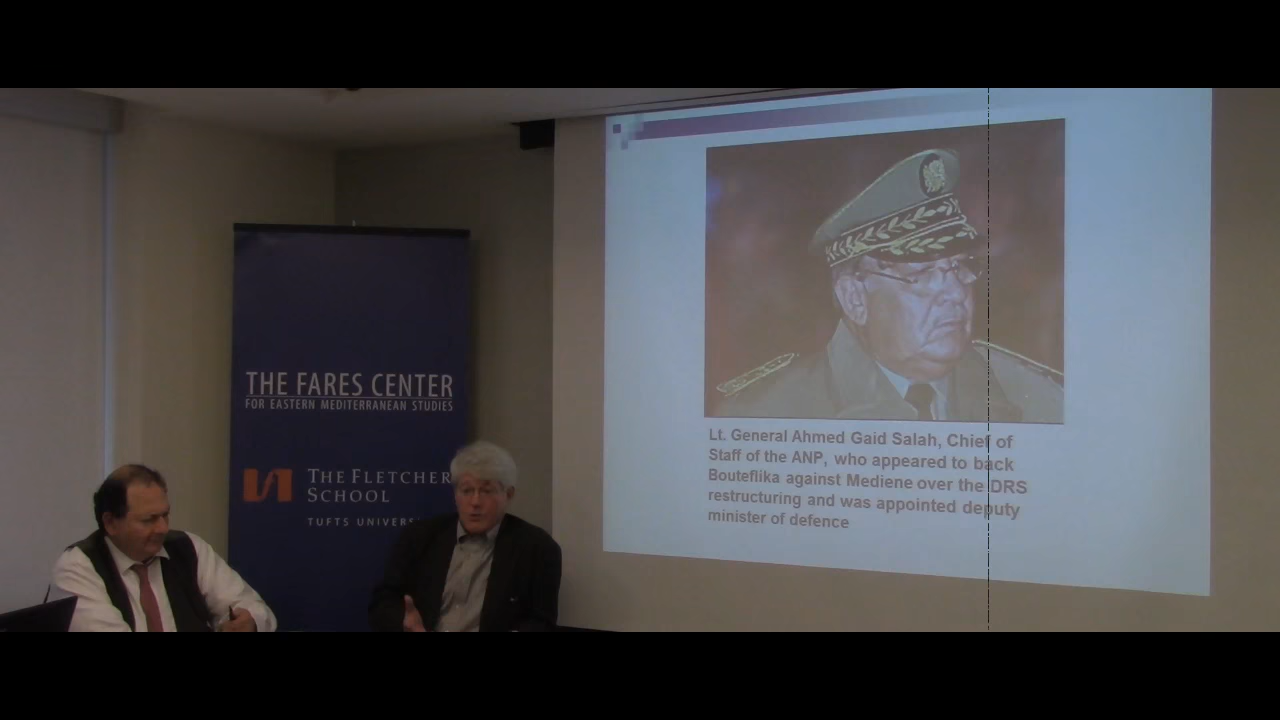 THE FARES CENTER
FOR EASTERN MEDITERRANEAN STUDIES
THE FLETCHER
SCHOOL
TUFTS
Lt. General Ahmed Gaid Salah, Chief of
Staff of the ANP, who appeared to back
Bouteflika against Mediene over the DRS
restructuring and was appointed deputy
minister of defence